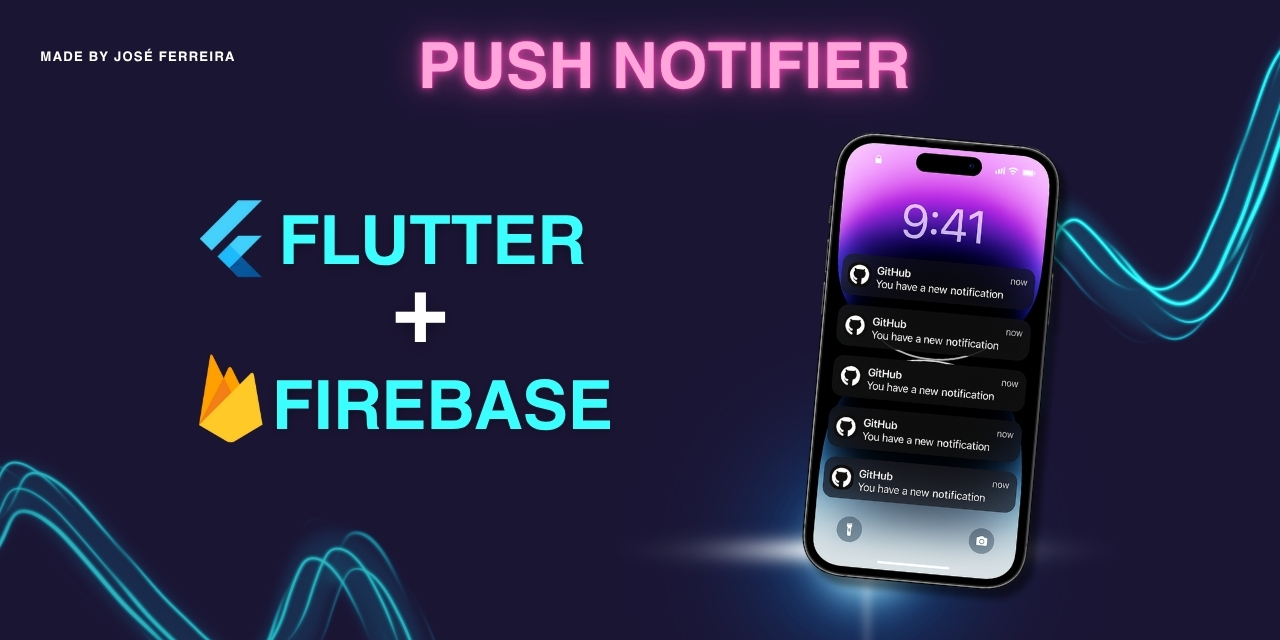 MADE BY JOSÉ FERREIRA
PUSH NOTIFIER
FLUTTER
+
FIREBASE
9:41
GitHub
now
You have a new notification
GitHub
now
You have a new notification
GitHub
now
You have a new notification
GitHub
now
You have a new notification
GitHub
now
You have a new notification